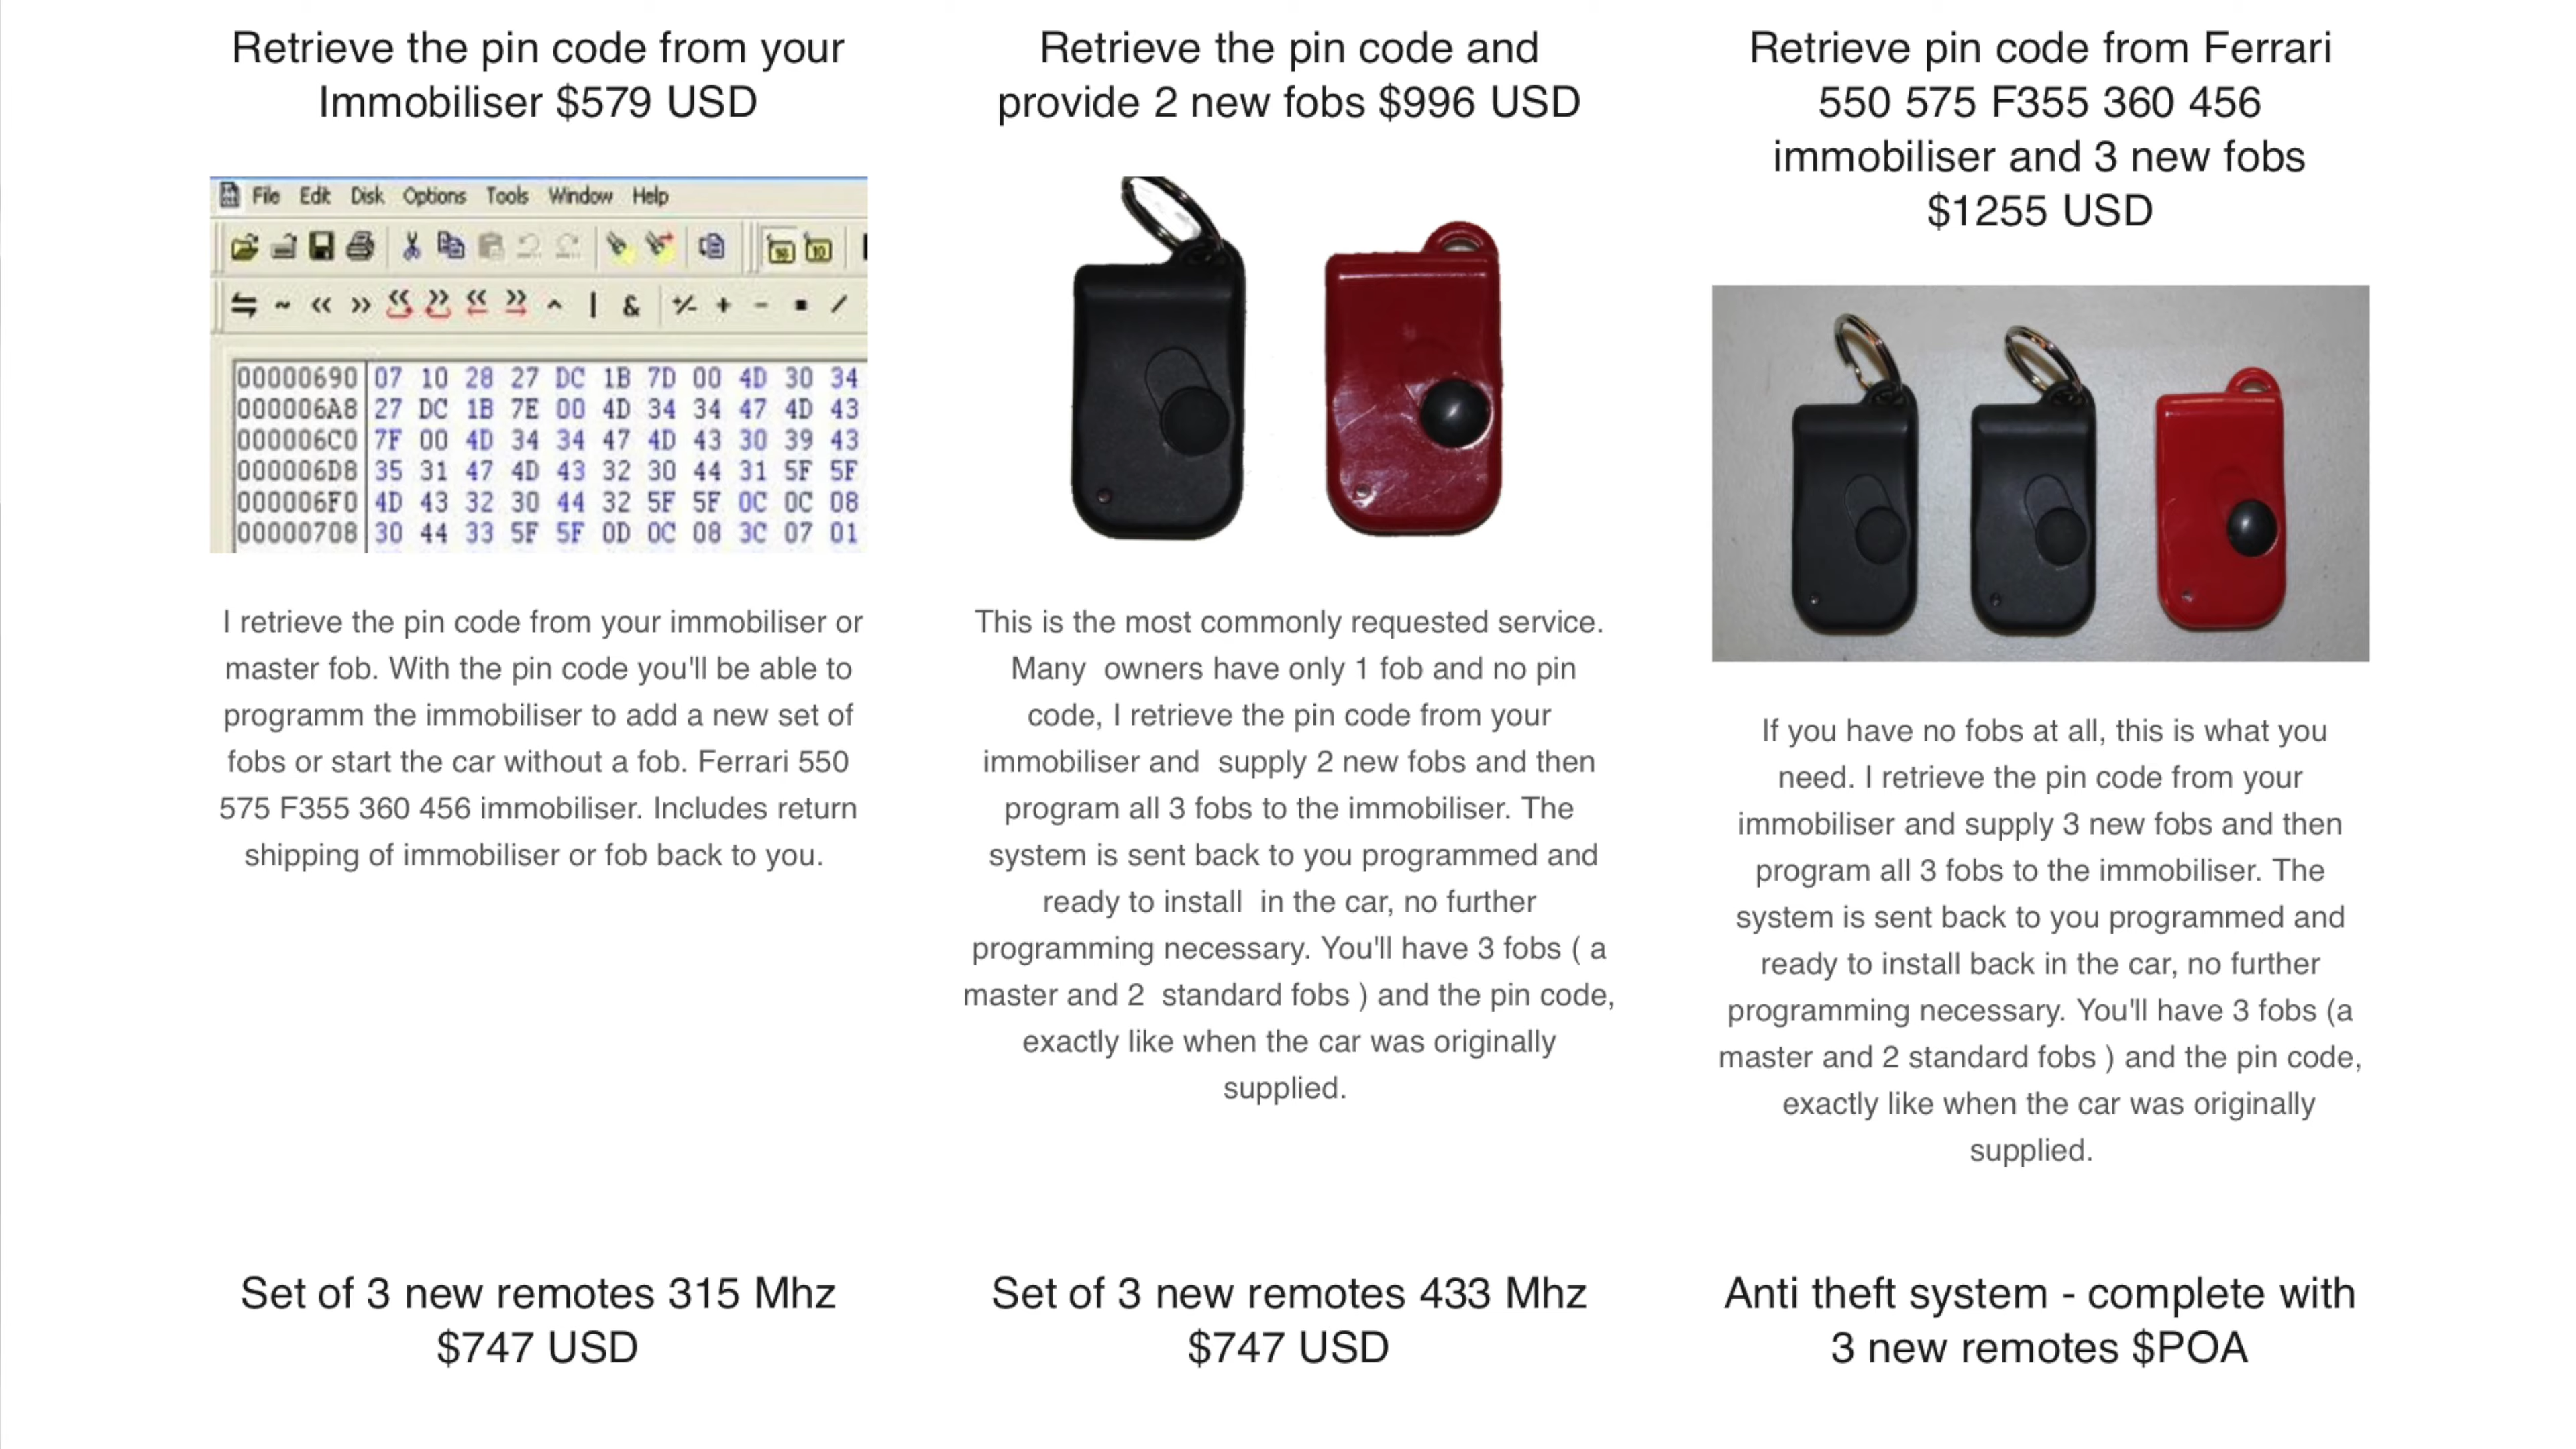 Retrieve the pin code from your
Immobiliser $579 USD
File Edit Disk Options Tools Window Help
00000690 07 10 28 27 DC 1B 7D 00 4D 30 34
000006A8 27 DC 1B 7E 00 4D 34 34 47 4D 43
000006C0 7F 00 4D 34 34 47 4D 43 30 39 43
000006D8 35 31 47 4D 43 32 30 44 31 5F 5F
000006F0 4D 43 32 30 44 32 5F 5F 0C 0C 08
00000708 30 44 33 5F 5F 0D 0C 08 3C 07 01
I retrieve the pin code from your immobiliser or
master fob. With the pin code you'll be able to
programm the immobiliser to add a new set of
fobs or start the car without a fob. Ferrari 550
575 F355 360 456 immobiliser. Includes return
shipping of immobiliser or fob back to you.
Retrieve the pin code and
provide 2 new fobs $996 USD
This is the most commonly requested service.
Many owners have only 1 fob and no pin
code, I retrieve the pin code from your
immobiliser and supply 2 new fobs and then
program all 3 fobs to the immobiliser. The
system is sent back to you programmed and
ready to install in the car, no further
programming necessary. You'll have 3 fobs ( a
master and 2 standard fobs ) and the pin code,
exactly like when the car was originally
supplied.
Retrieve pin code from Ferrari
550 575 F355 360 456
immobiliser and 3 new fobs
$1255 USD
If you have no fobs at all, this is what you
need. I retrieve the pin code from your
immobiliser and supply 3 new fobs and then
program all 3 fobs to the immobiliser. The
system is sent back to you programmed and
ready to install back in the car, no further
programming necessary. You'll have 3 fobs (a
master and 2 standard fobs ) and the pin code,
exactly like when the car was originally
supplied.
Set of 3 new remotes 315 Mhz
$747 USD
Set of 3 new remotes 433 Mhz
$747 USD
Anti theft system - complete with
3 new remotes $POA